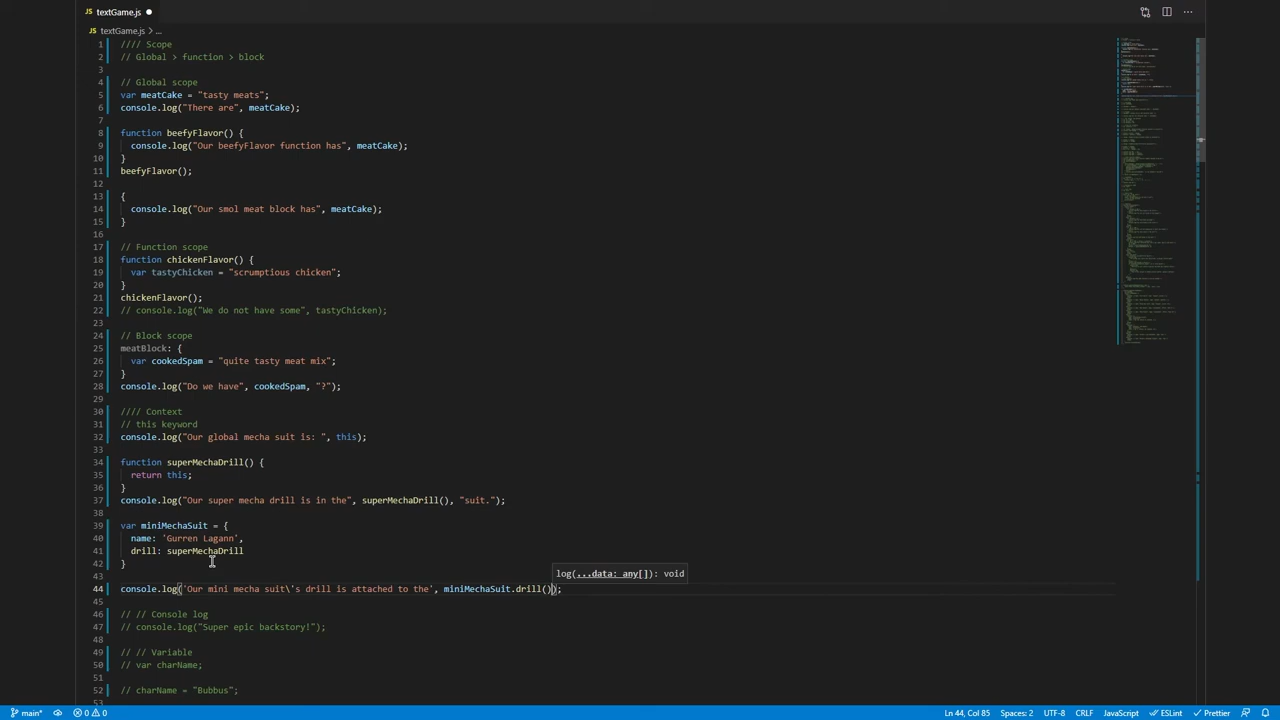 JS textGame.js ●
JS textGame.js > ...
1 //// Scope
2 // Global > function > block
3
4 // Global scope
5 var meatCake = "tasty meats";
6 console.log("There are", meatCake);
7
8 function beefyFlavor() {
9 console.log("Our beefyFlavor function has", meatCake);
10 }
11 beefyFlavor();
12
13 {
14 console.log("Our smol meat block has", meatCake);
15 }
16
17 // Function scope
18 function chickenFlavor() {
19 var tastyChicken = "scrumptious chicken";
20 }
21 chickenFlavor();
22 // console.log("We do not have some", tastyChicken);
23
24 // Block scope
25 meatBlock: {
26 var cookedSpam = "quite tasty meat mix";
27 }
28 console.log("Do we have", cookedSpam, "?");
29
30 //// Context
31 // this keyword
32 console.log("Our global mecha suit is: ", this);
33
34 function superMechaDrill() {
35 return this;
36 }
37 console.log("Our super mecha drill is in the", superMechaDrill(), "suit.");
38
39 var miniMechaSuit = {
40 name: 'Gurren Lagann',
41 drill: superMechaDrill
42 }
43
log(...data: any[]): void
44 console.log('Our mini mecha suit\'s drill is attached to the', miniMechaSuit.drill());
45
46 // // Console log
47 // console.log("Super epic backstory!");
48
49 // // Variable
50 // var charName;
51
52 // charName = "Bubbus";
53
main* 0 0 Ln 44, Col 85 Spaces: 2 UTF-8 CRLF JavaScript ESLint Prettier